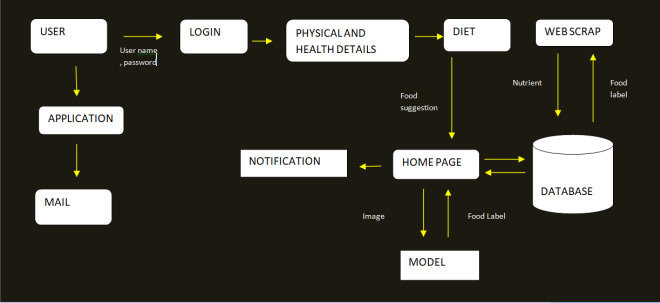 USER
LOGIN
PHYSICAL AND
HEALTH DETAILS
DIET
WEB SCRAP
User name
, password
Food
suggestion
Nutrient
Food
label
APPLICATION
NOTIFICATION
HOME PAGE
DATABASE
MAIL
Image
Food Label
MODEL